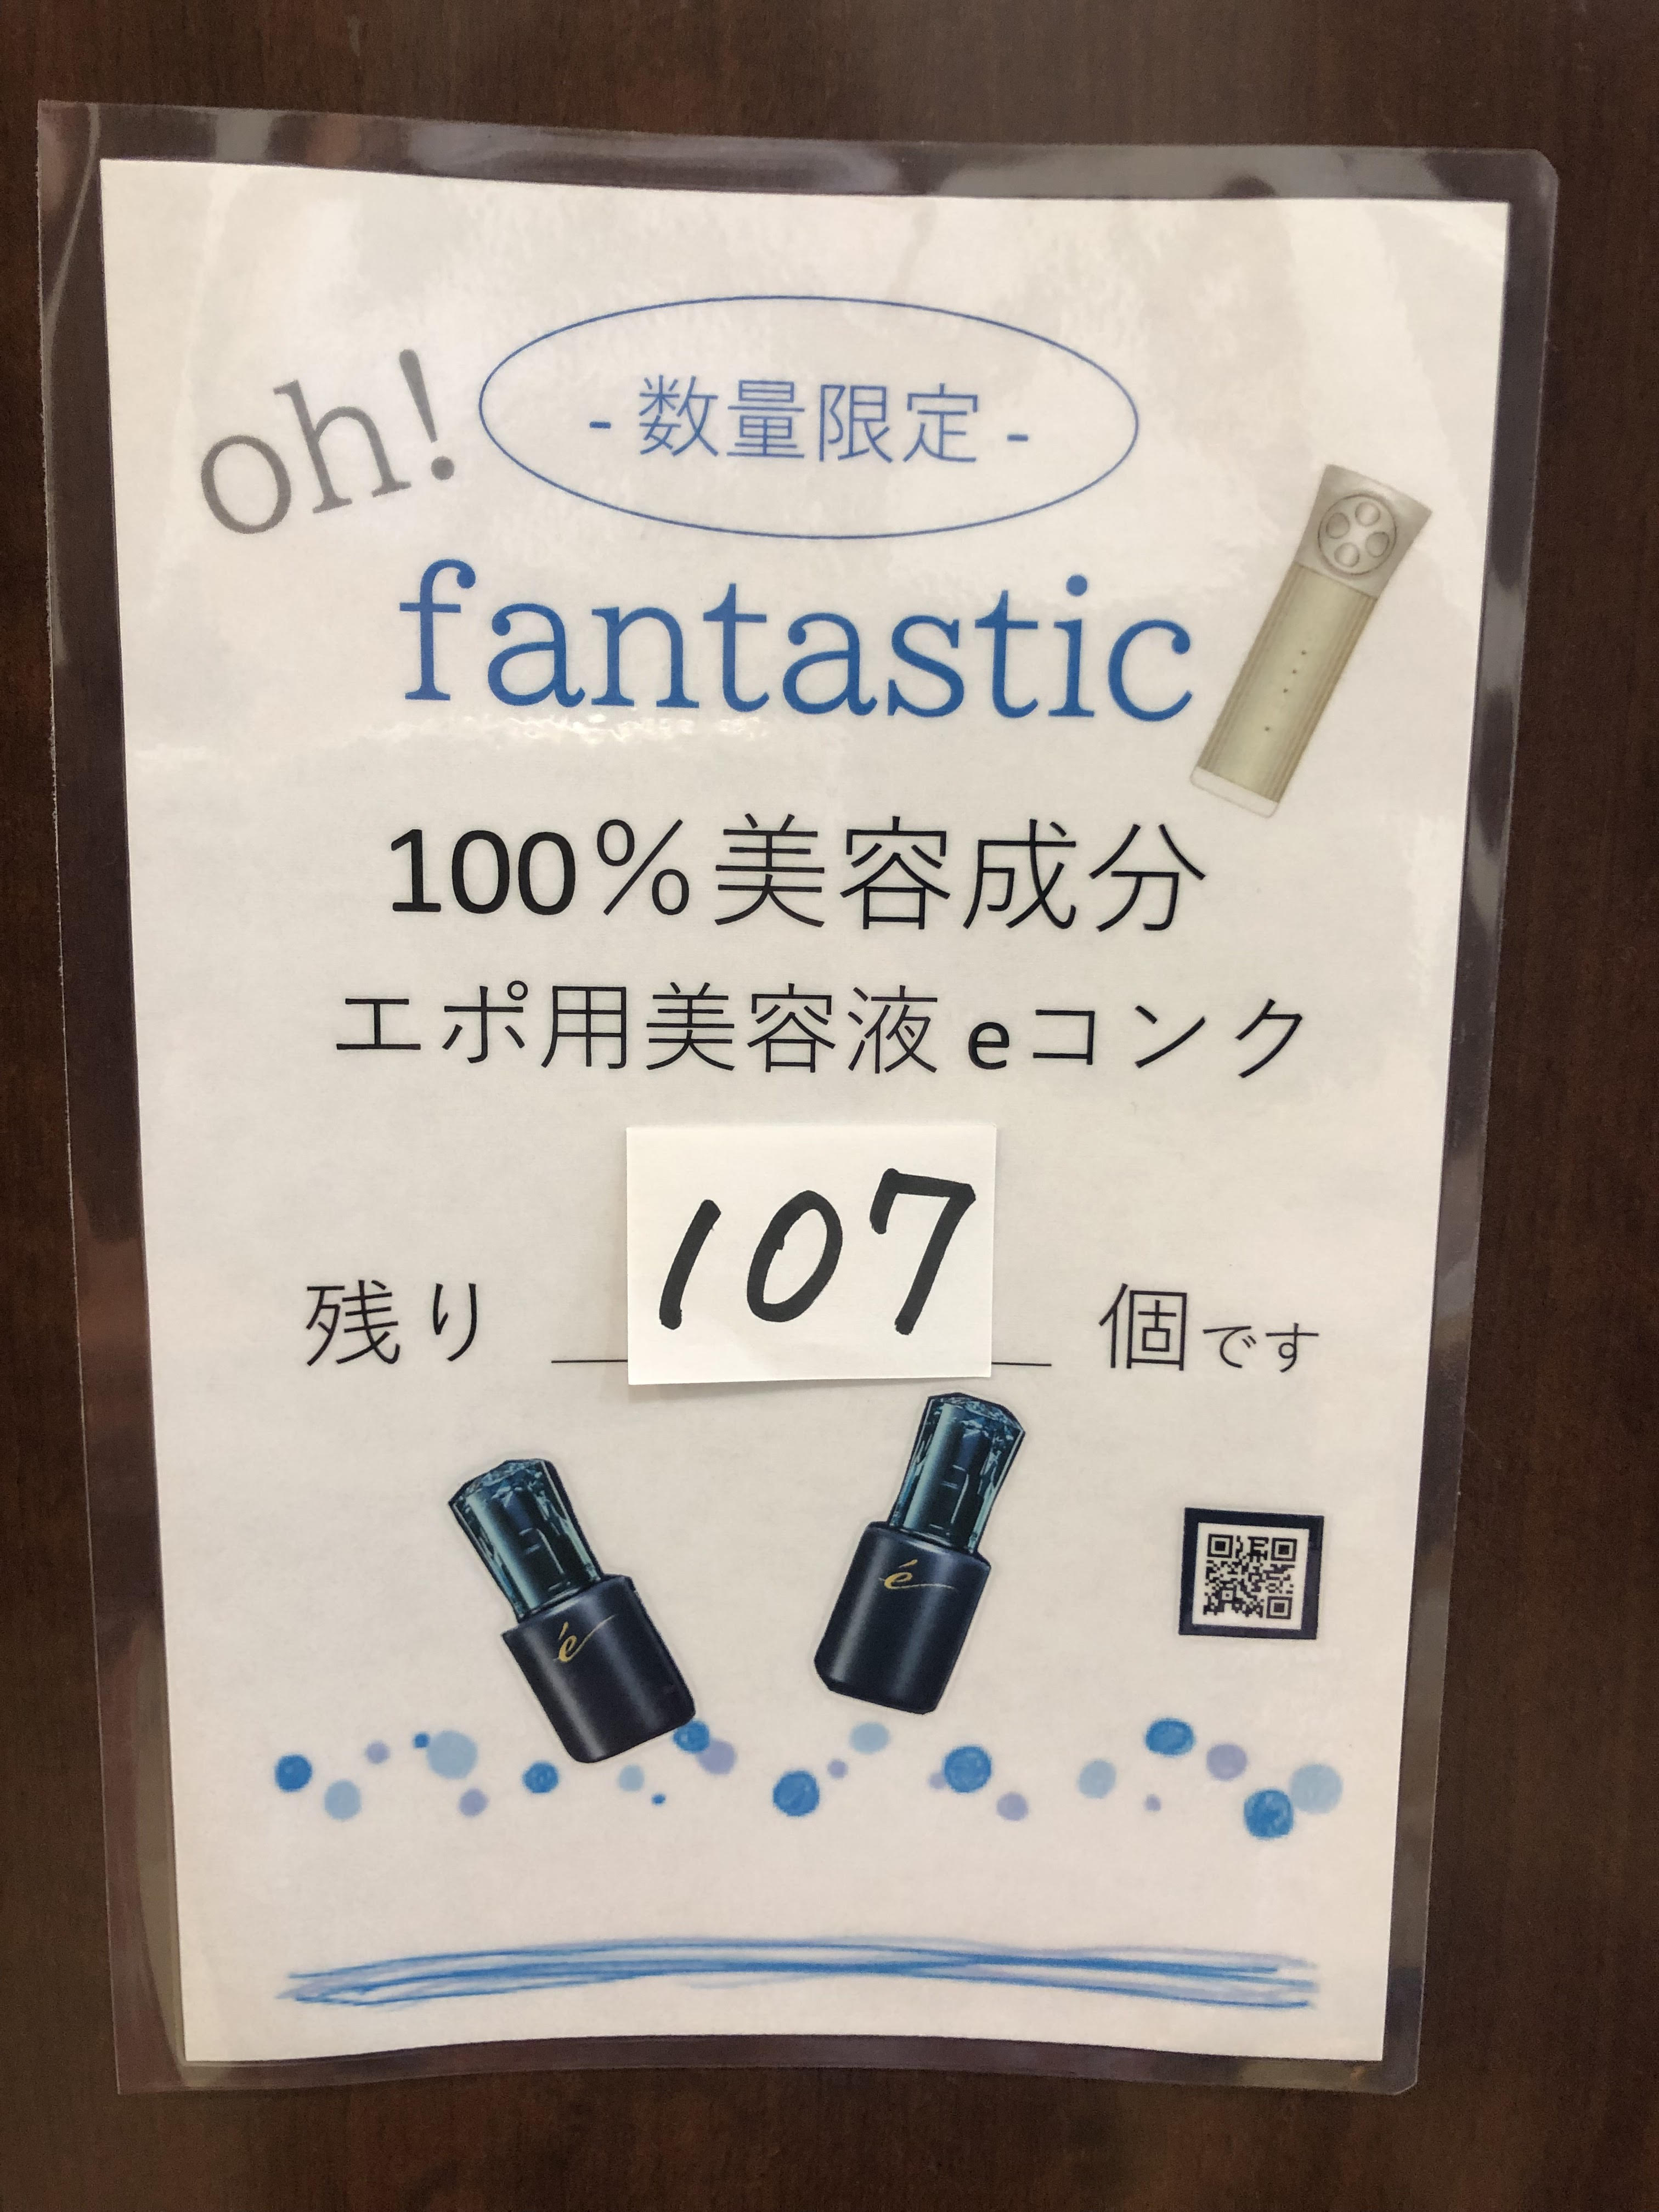 oh!
- 数量限定 -
fantastic
100%美容成分
エポ用美容液 eコンク
残り 107 個です
é
é